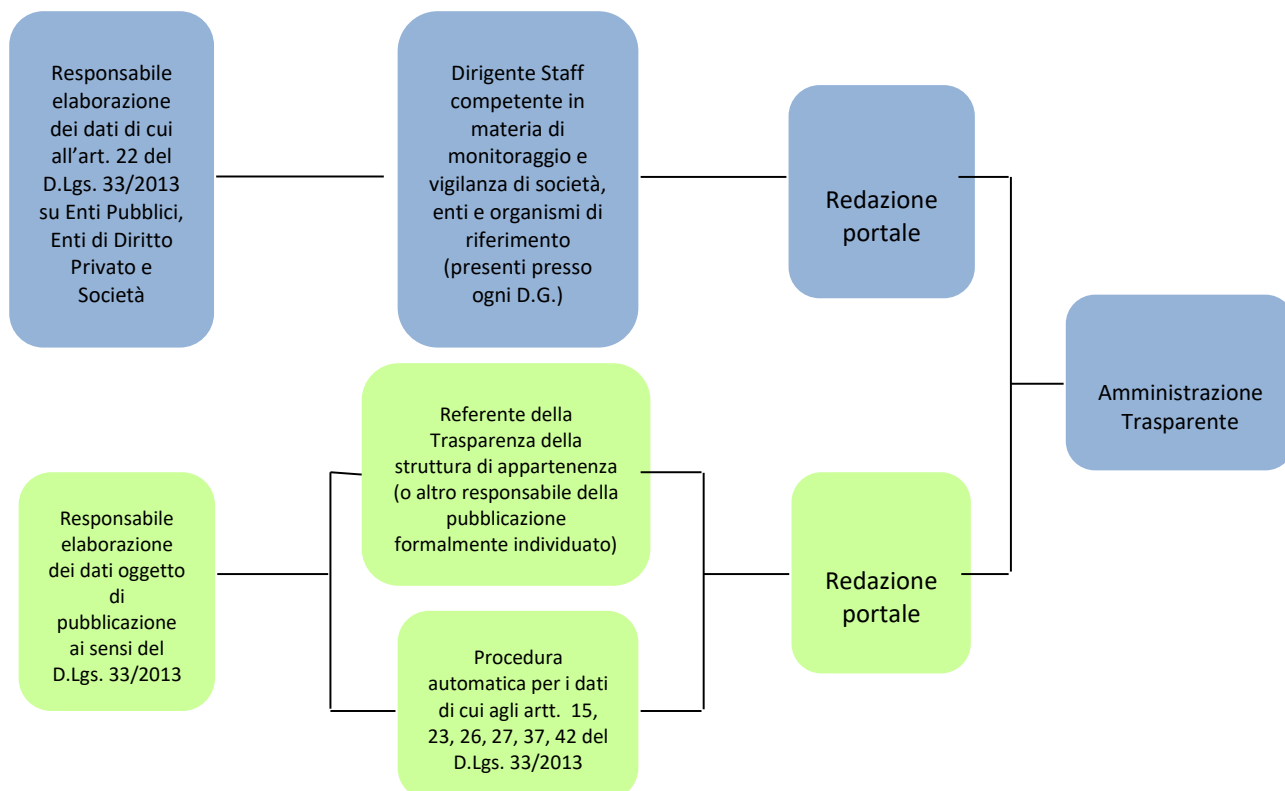 Responsabile
elaborazione
dei dati di cui
all’art. 22 del
D.Lgs. 33/2013
su Enti Pubblici,
Enti di Diritto
Privato e
Società
Dirigente Staff
competente in
materia di
monitoraggio e
vigilanza di società,
enti e organismi di
riferimento
(presenti presso
ogni D.G.)
Redazione
portale
Amministrazione
Trasparente
Responsabile
elaborazione
dei dati oggetto
di
pubblicazione
ai sensi del
D.Lgs. 33/2013
Referente della
Trasparenza della
struttura di appartenenza
(o altro responsabile della
pubblicazione
formalmente individuato)
Procedura
automatica per i dati
di cui agli artt. 15,
23, 26, 27, 37, 42 del
D.Lgs. 33/2013
Redazione
portale